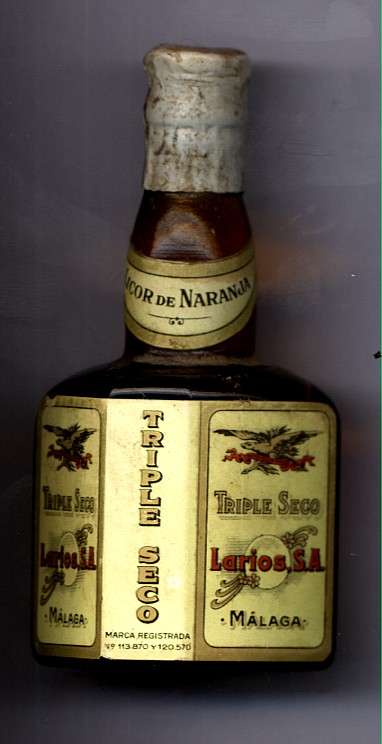 LICOR DE NARANJA
TRIPLE SECO
Larios, S.A.
· MÁLAGA ·
TRIPLE SECO
MARCA REGISTRADA
Nº 113.870 Y 120.570
TRIPLE SECO
Larios, S.A.
· MÁLAGA ·